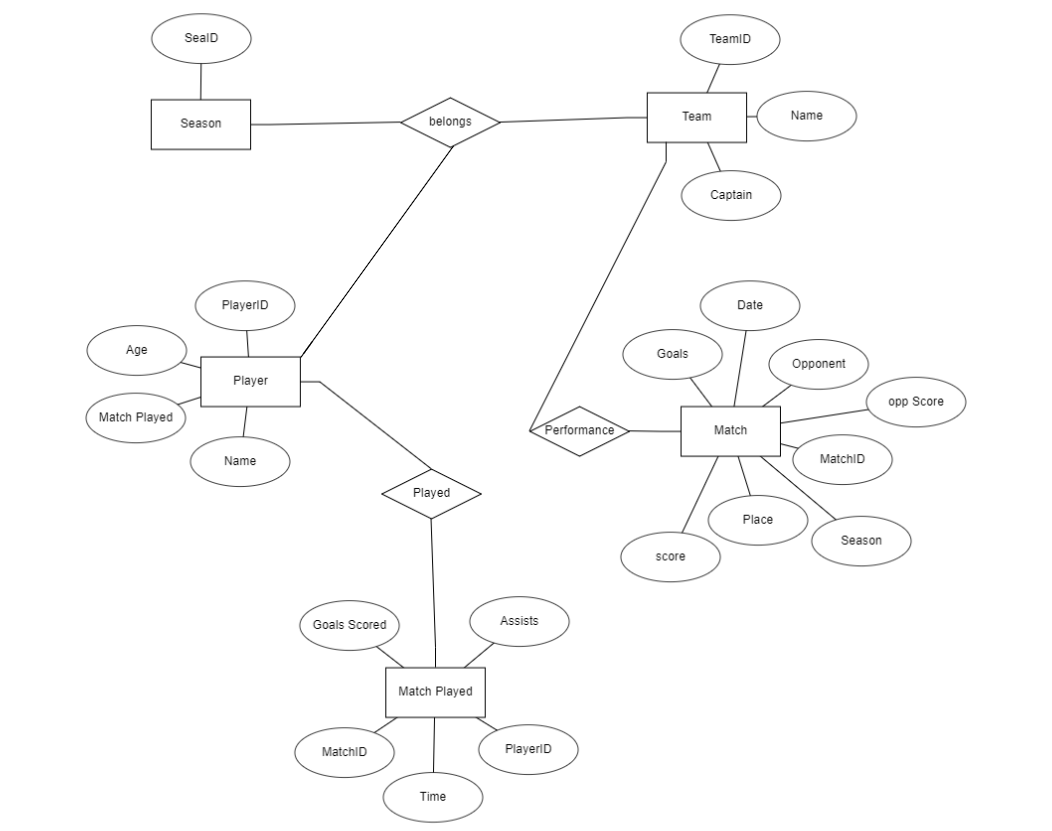 SeaID
TeamID
Season
belongs
Team
Name
Captain
PlayerID
Date
Age
Goals
Opponent
Player
opp Score
Match Played
Performance
Match
MatchID
Name
Played
Place
Season
score
Goals Scored
Assists
Match Played
MatchID
PlayerID
Time